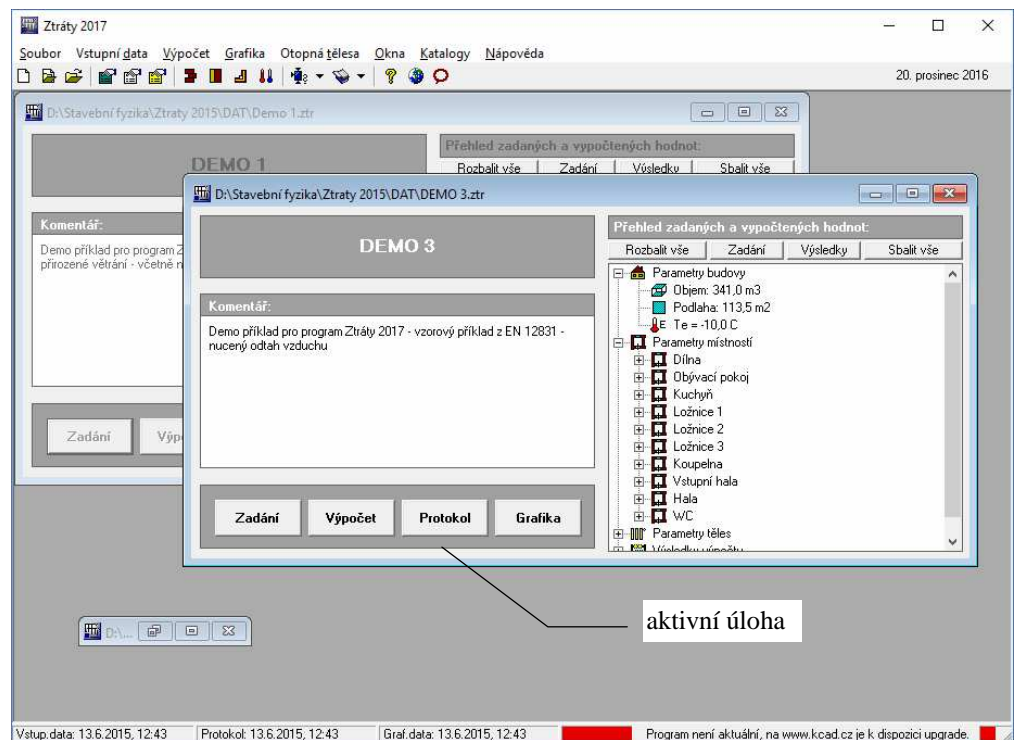 Ztráty 2017
Soubor Vstupní data Výpočet Grafika Otopná tělesa Okna Katalogy Nápověda
20. prosinec 2016
D:\Stavební fyzika\Ztraty 2015\DAT\Demo 1.ztr
DEMO 1
Přehled zadaných a vypočtených hodnot:
Rozbalit vše Zadání Výsledky Sbalit vše
Komentář:
Demo příklad pro program Z
přirozené větrání - včetně n
Zadání Výpo
D:\Stavební fyzika\Ztraty 2015\DAT\DEMO 3.ztr
DEMO 3
Komentář:
Demo příklad pro program Ztráty 2017 - vzorový příklad z EN 12831 -
nucený odtah vzduchu
Zadání Výpočet Protokol Grafika
Přehled zadaných a vypočtených hodnot:
Rozbalit vše Zadání Výsledky Sbalit vše
Parametry budovy
Objem: 341,0 m3
Podlaha: 113,5 m2
E Te = -10,0 C
Parametry místností
Dílna
Obývací pokoj
Kuchyň
Ložnice 1
Ložnice 2
Ložnice 3
Koupelna
Vstupní hala
Hala
WC
Parametry těles
Výsledky výpočtu
aktivní úloha
D:\...
Vstup.data: 13.6.2015, 12:43 Protokol: 13.6.2015, 12:43 Graf.data: 13.6.2015, 12:43 Program není aktuální, na www.kcad.cz je k dispozici upgrade.